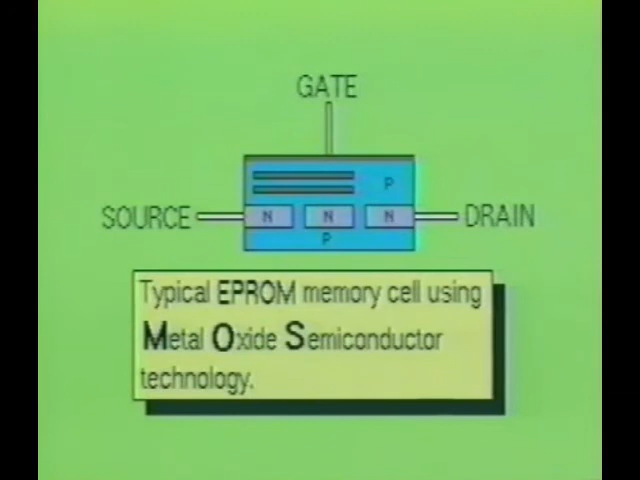 GATE
P
SOURCE
N
N
N
DRAIN
P
Typical EPROM memory cell using
Metal Oxide Semiconductor
technology.